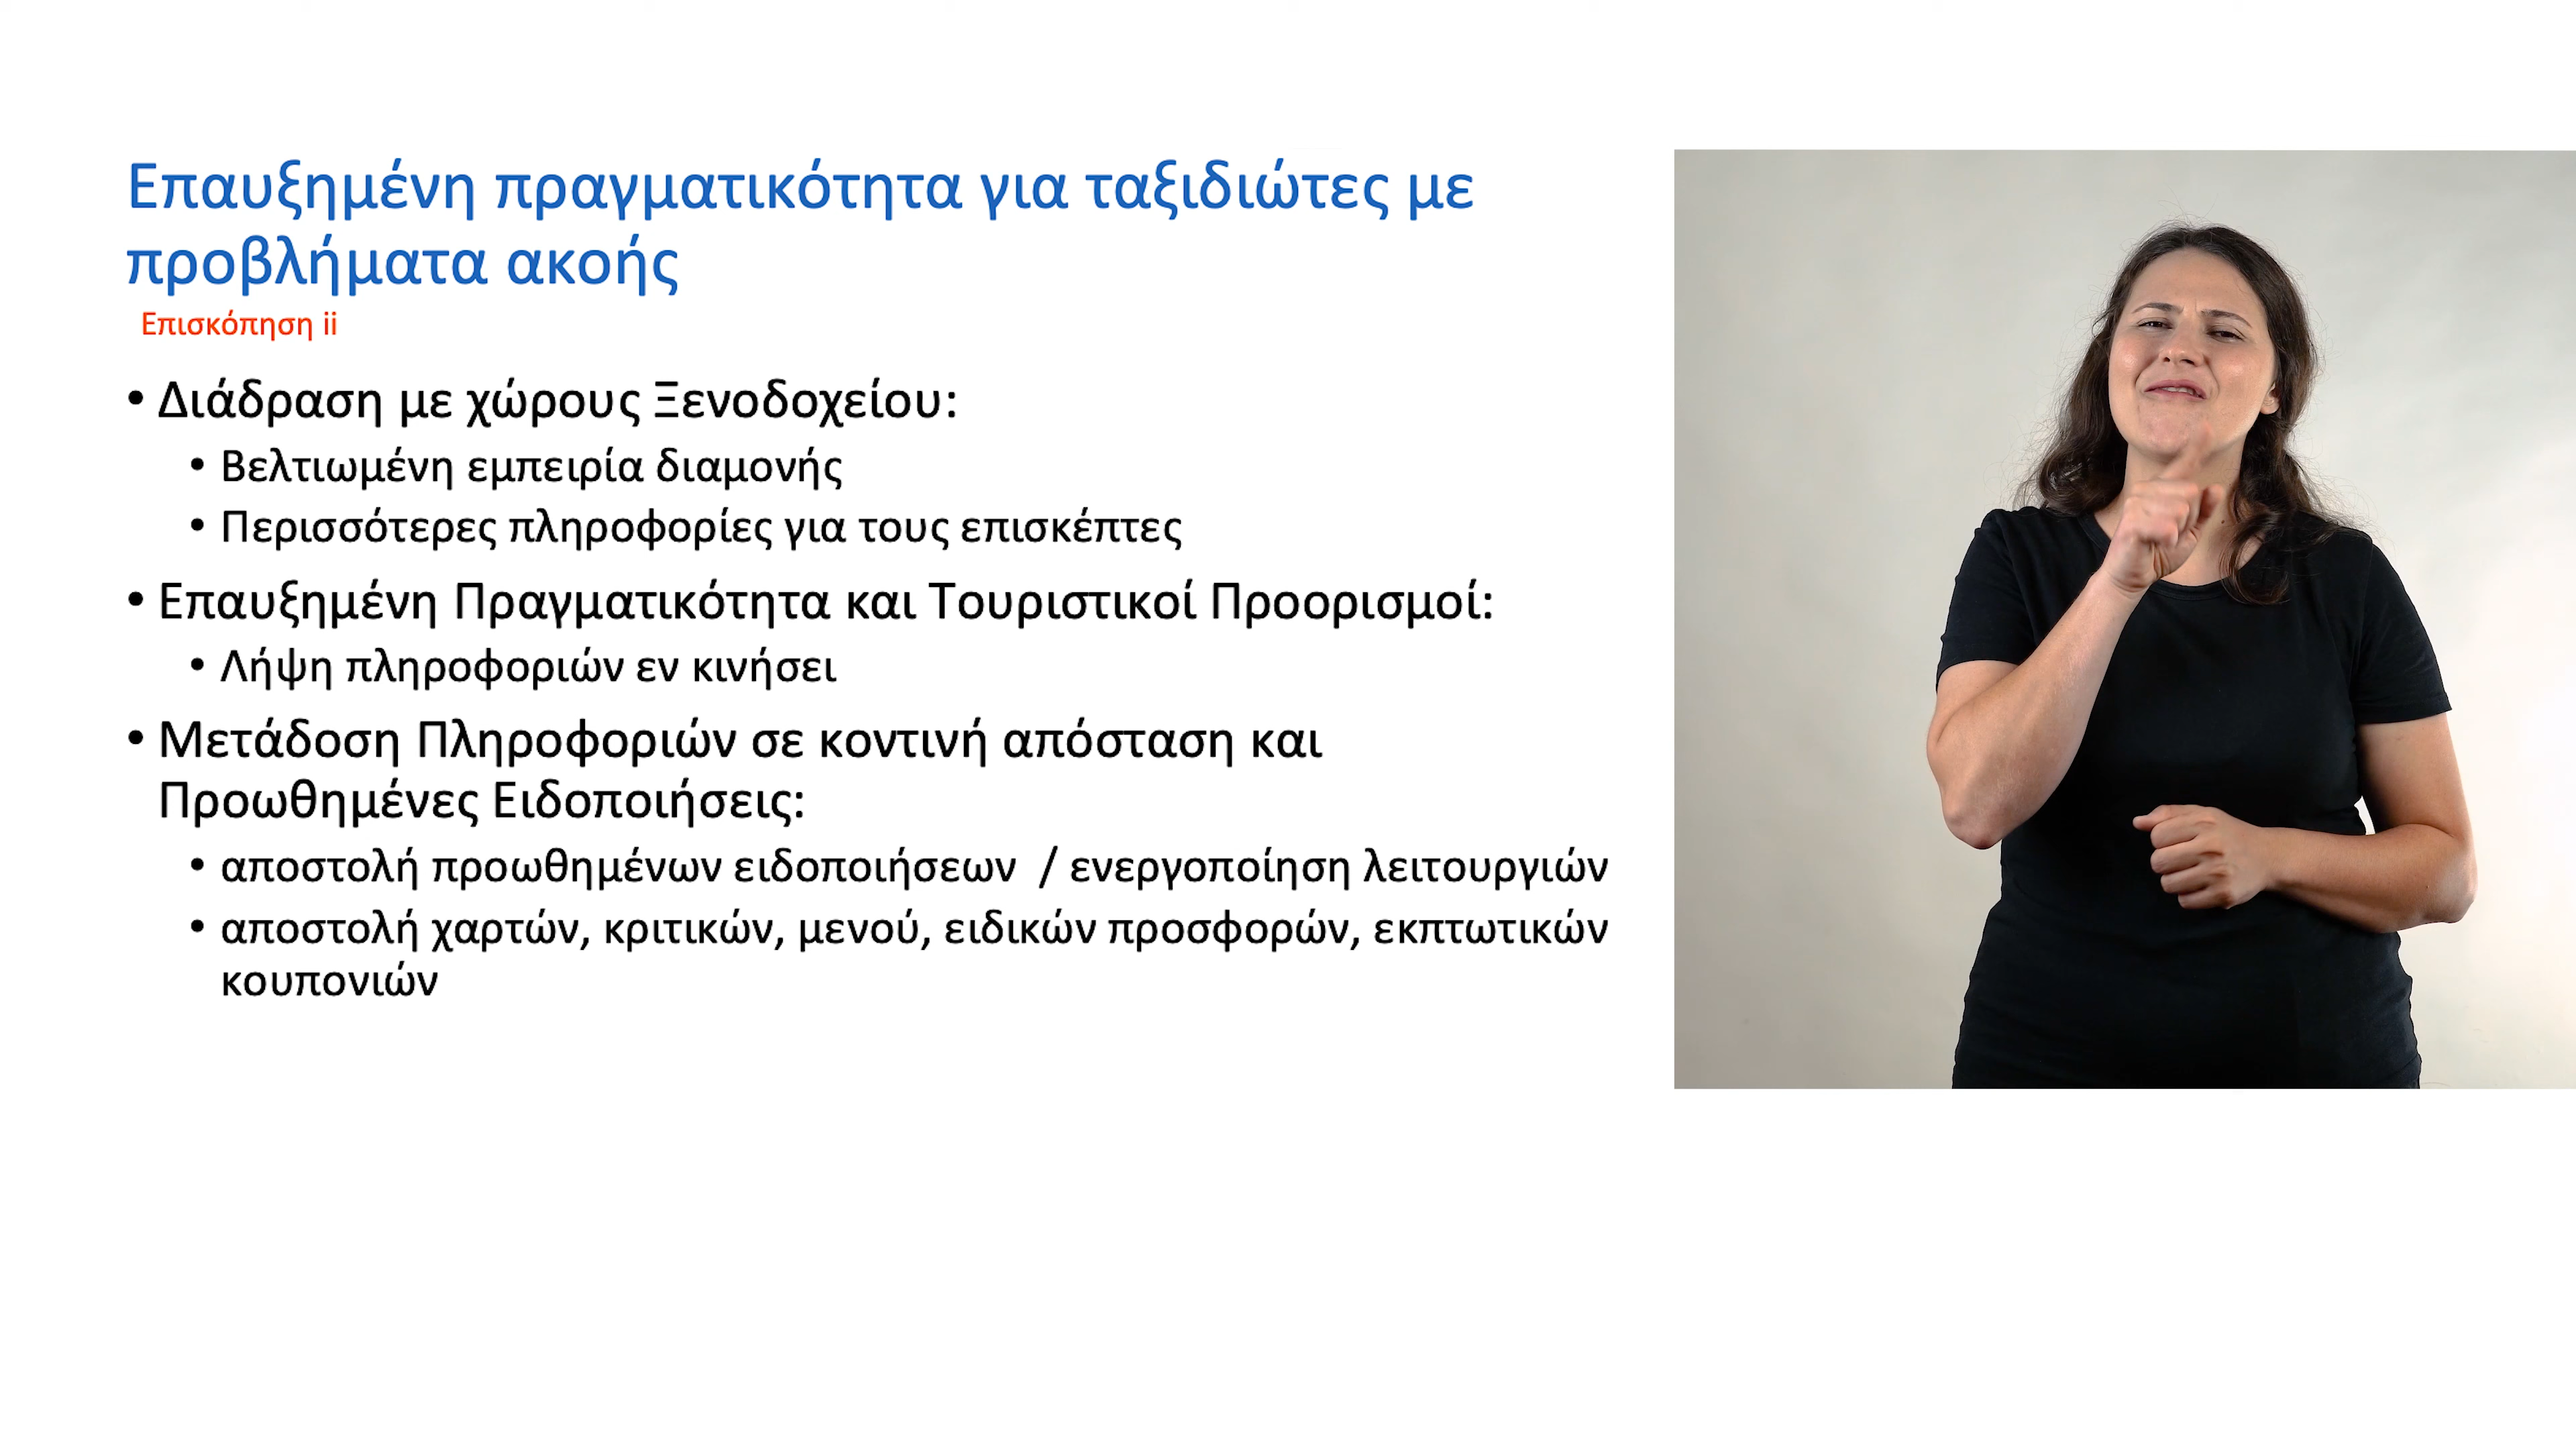 Επαυξημένη πραγματικότητα για ταξιδιώτες με
προβλήματα ακοής
Επισκόπηση ii
• Διάδραση με χώρους Ξενοδοχείου:
• Βελτιωμένη εμπειρία διαμονής
• Περισσότερες πληροφορίες για τους επισκέπτες
• Επαυξημένη Πραγματικότητα και Τουριστικοί Προορισμοί:
• Λήψη πληροφοριών εν κινήσει
• Μετάδοση Πληροφοριών σε κοντινή απόσταση και
Προωθημένες Ειδοποιήσεις:
• αποστολή προωθημένων ειδοποιήσεων / ενεργοποίηση λειτουργιών
• αποστολή χαρτών, κριτικών, μενού, ειδικών προσφορών, εκπτωτικών
κουπονιών